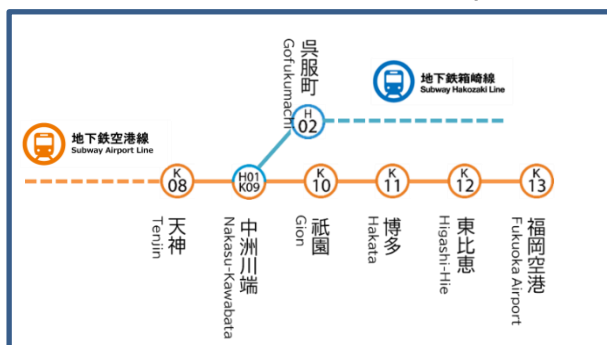 呉服町
Gofukumachi
地下鉄箱崎線
Subway Hakozaki Line
H
02
地下鉄空港線
Subway Airport Line
K
08
H01
K09
K
10
K
11
K
12
K
13
天神
Tenjin
中洲川端
Nakasu-Kawabata
祇園
Gion
博多
Hakata
東比恵
Higashi-Hie
福岡空港
Fukuoka Airport